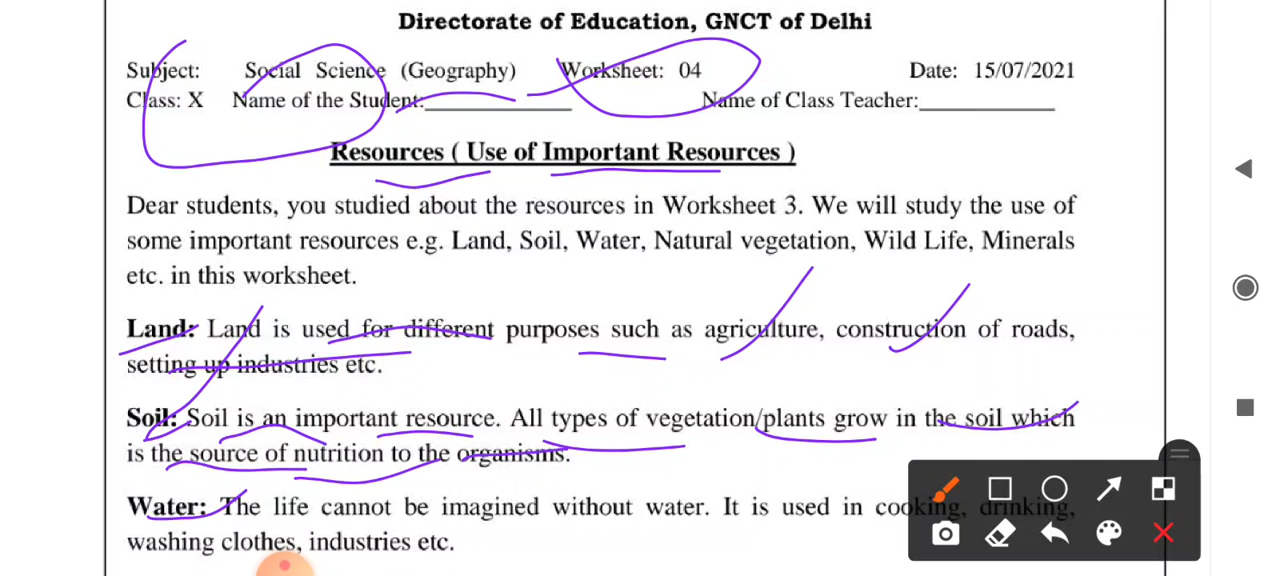 Directorate of Education, GNCT of Delhi
Subject: Social Science (Geography) Worksheet: 04 Date: 15/07/2021
Class: X Name of the Student:____________ Name of Class Teacher:____________
Resources ( Use of Important Resources )
Dear students, you studied about the resources in Worksheet 3. We will study the use of
some important resources e.g. Land, Soil, Water, Natural vegetation, Wild Life, Minerals
etc. in this worksheet.
Land: Land is used for different purposes such as agriculture, construction of roads,
setting up industries etc.
Soil: Soil is an important resource. All types of vegetation/plants grow in the soil which
is the source of nutrition to the organisms.
Water: The life cannot be imagined without water. It is used in cooking, drinking,
washing clothes, industries etc.